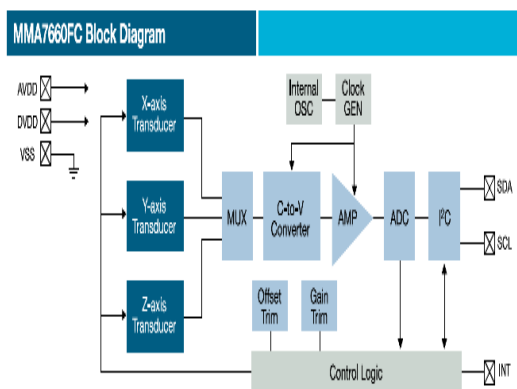 MMA7660FC Block Diagram
AVDD
DVDD
VSS
X-axis
Transducer
Internal
OSC
Clock
GEN
Y-axis
Transducer
MUX
C-to-V
Converter
AMP
ADC
I²C
SDA
SCL
Z-axis
Transducer
Offset
Trim
Gain
Trim
Control Logic
INT